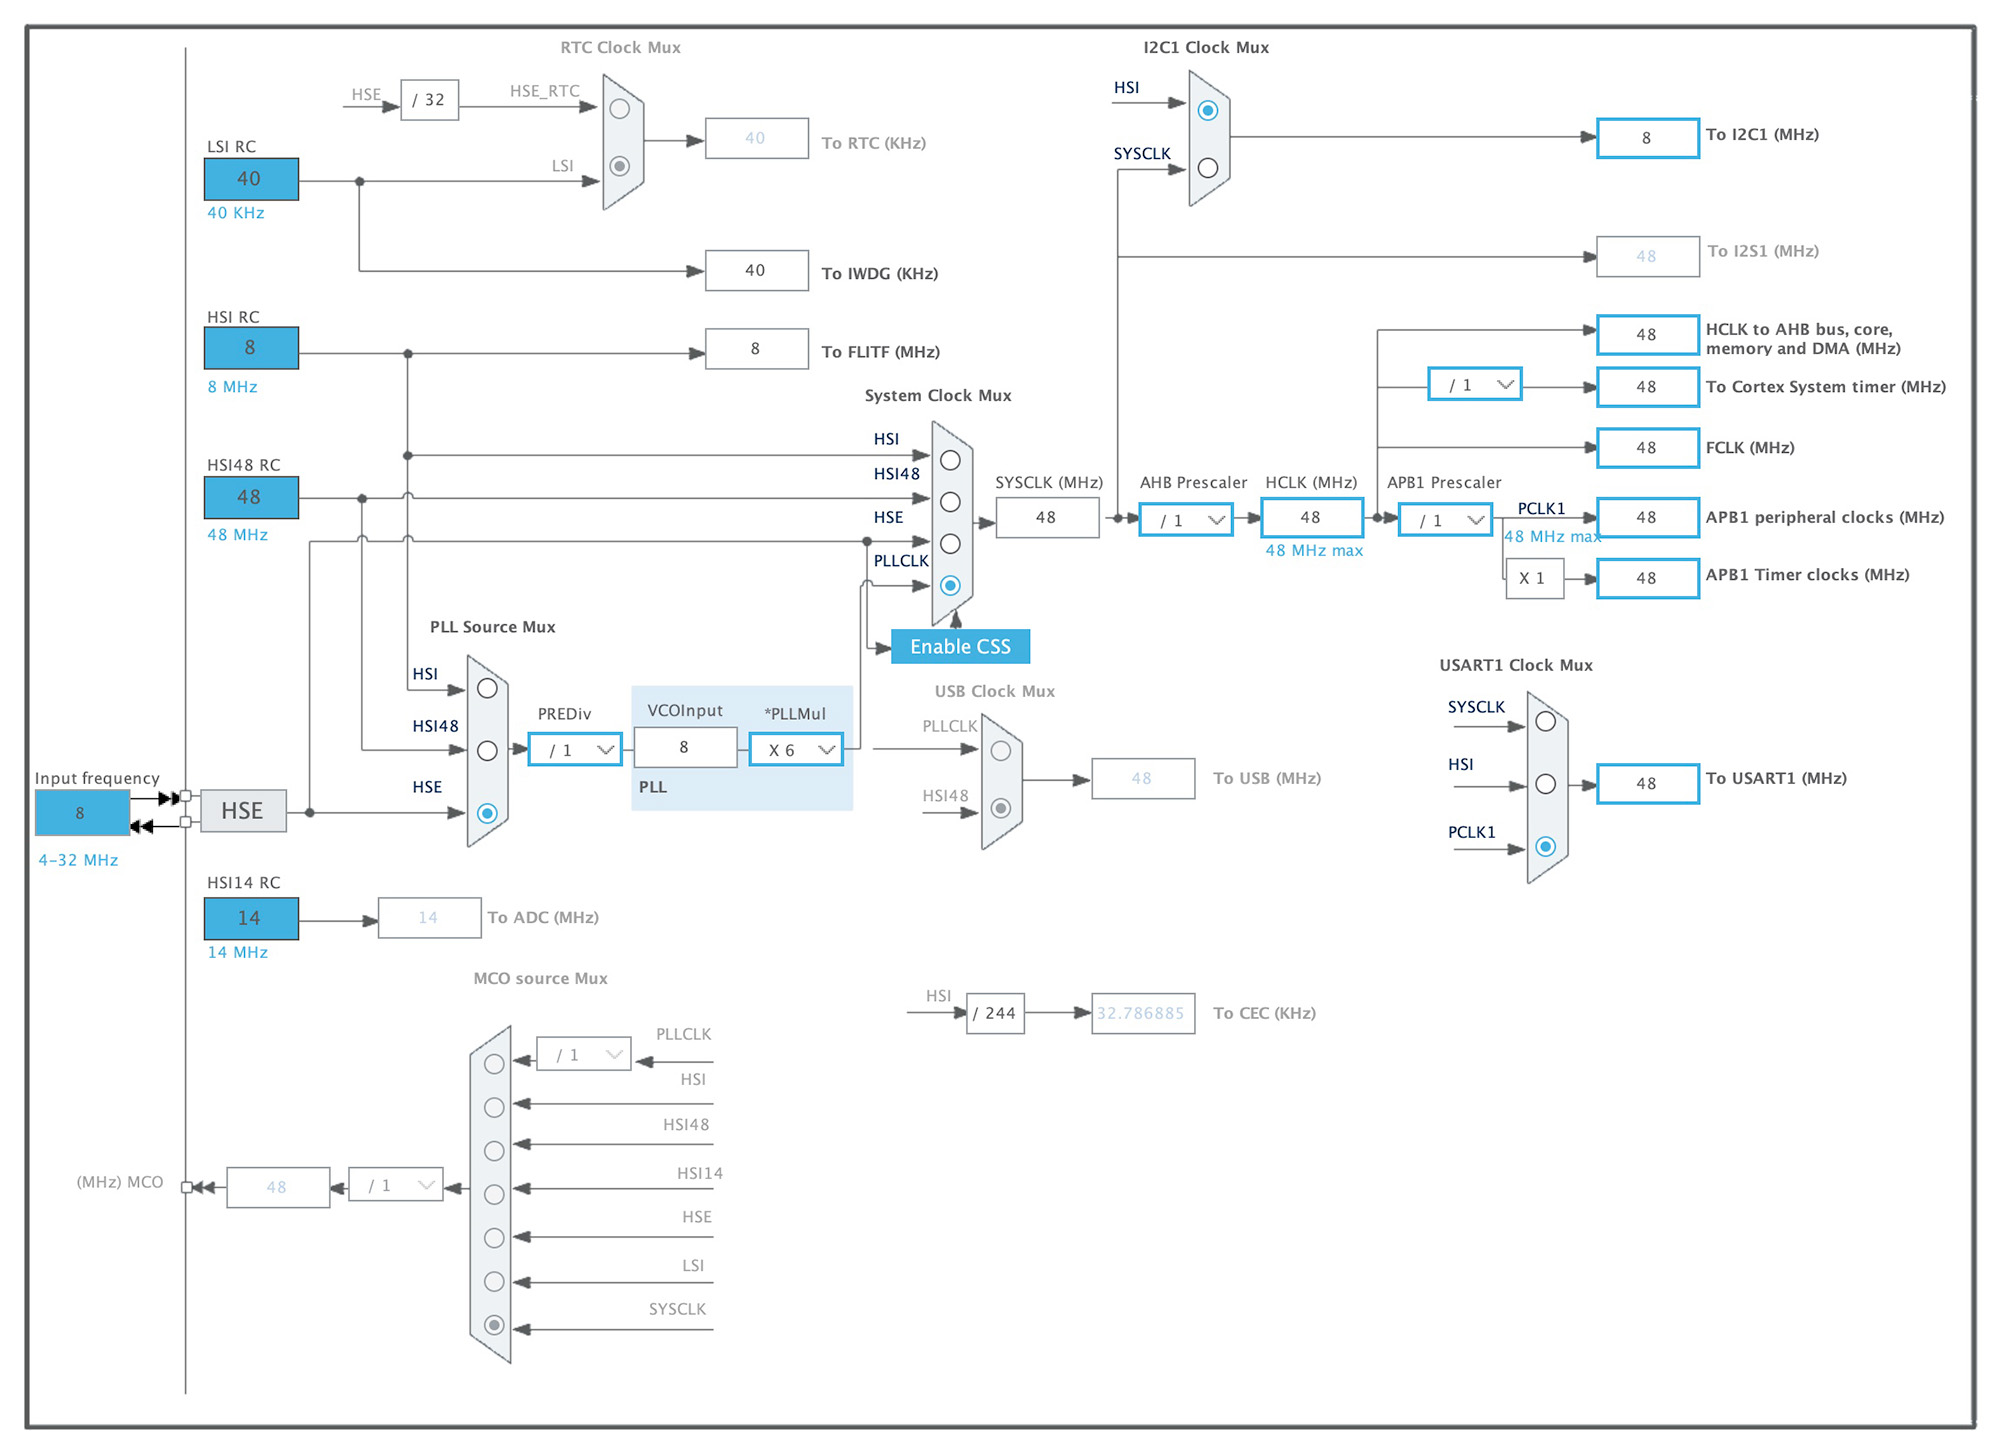 RTC Clock Mux
HSE
/ 32
HSE_RTC
LSI
40
To RTC (KHz)
LSI RC
40
40 KHz
40
To IWDG (KHz)
HSI RC
8
8 MHz
8
To FLITF (MHz)
HSI48 RC
48
48 MHz
System Clock Mux
HSI
HSI48
HSE
PLLCLK
Enable CSS
SYSCLK (MHz)
48
I2C1 Clock Mux
HSI
SYSCLK
8
To I2C1 (MHz)
48
To I2S1 (MHz)
AHB Prescaler
/ 1
HCLK (MHz)
48
48 MHz max
APB1 Prescaler
/ 1
48
HCLK to AHB bus, core,
memory and DMA (MHz)
/ 1
48
To Cortex System timer (MHz)
48
FCLK (MHz)
PCLK1
48 MHz max
48
APB1 peripheral clocks (MHz)
X 1
48
APB1 Timer clocks (MHz)
PLL Source Mux
HSI
HSI48
HSE
PREDiv
/ 1
VCOInput
8
*PLLMul
X 6
PLL
Input frequency
8
4-32 MHz
HSE
USB Clock Mux
PLLCLK
HSI48
48
To USB (MHz)
USART1 Clock Mux
SYSCLK
HSI
PCLK1
48
To USART1 (MHz)
HSI14 RC
14
14 MHz
14
To ADC (MHz)
MCO source Mux
PLLCLK
/ 1
HSI
HSI48
HSI14
HSE
LSI
SYSCLK
(MHz) MCO
48
/ 1
HSI
/ 244
32.786885
To CEC (KHz)